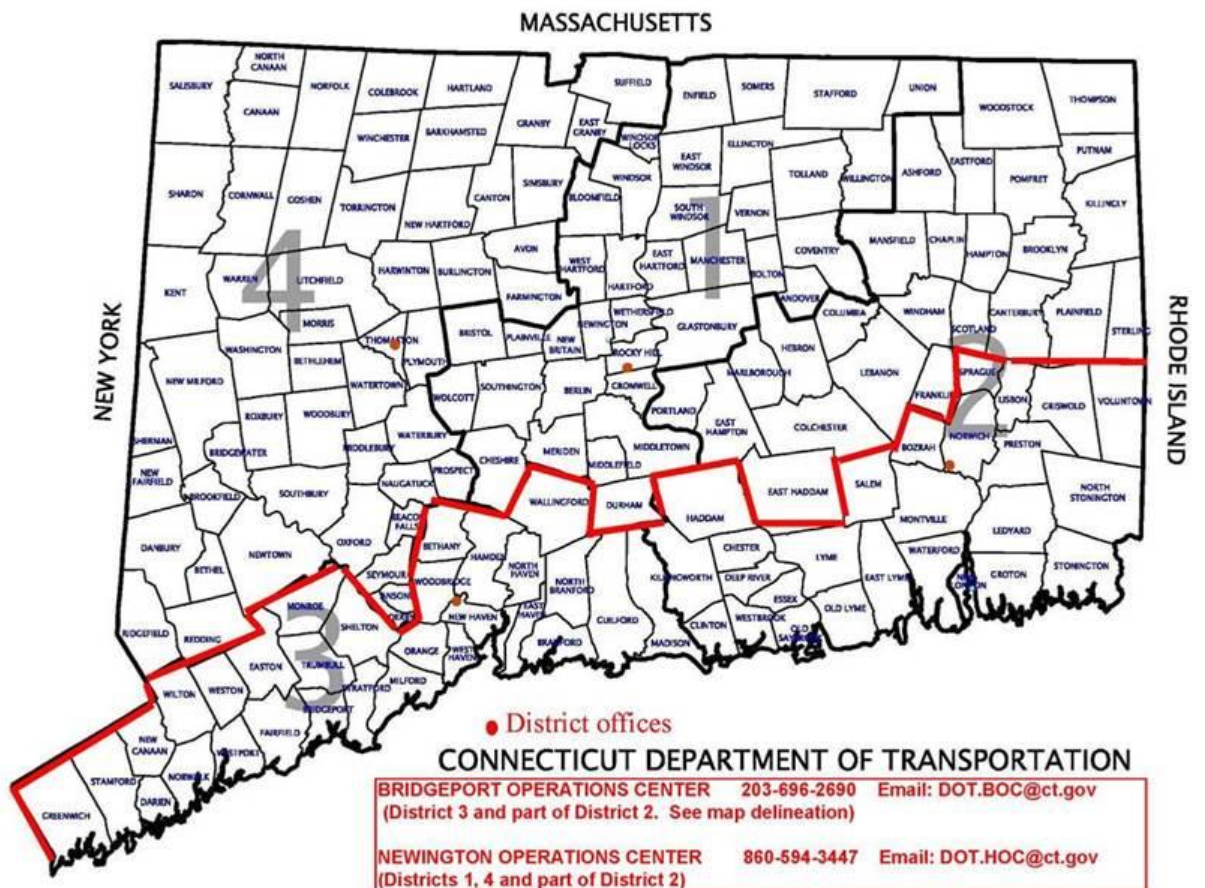 MASSACHUSETTS
NORTH CANAAN
SALISBURY
NORFOLK
COLEBROOK
HARTLAND
SUFFIELD
ENFIELD
SOMERS
STAFFORD
UNION
WOODSTOCK
THOMPSON
CANAAN
WINCHESTER
BARKHAMSTED
GRANBY
EAST GRANBY
WINDSOR LOCKS
EAST WINDSOR
ELLINGTON
PUTNAM
SHARON
CORNWALL
GOSHEN
TORRINGTON
NEW HARTFORD
CANTON
SIMSBURY
BLOOMFIELD
WINDSOR
SOUTH WINDSOR
VERNON
TOLLAND
WILLINGTON
ASHFORD
EASTFORD
POMFRET
KILLINGLY
4
1
KENT
WARREN
LITCHFIELD
HARWINTON
BURLINGTON
AVON
FARMINGTON
WEST HARTFORD
HARTFORD
EAST HARTFORD
MANCHESTER
BOLTON
COVENTRY
MANSFIELD
CHAPLIN
HAMPTON
BROOKLYN
NEW YORK
RHODE ISLAND
WASHINGTON
MORRIS
BETHLEHEM
THOMASTON
PLYMOUTH
BRISTOL
PLAINVILLE
NEW BRITAIN
NEWINGTON
WETHERSFIELD
ROCKY HILL
GLASTONBURY
ANDOVER
COLUMBIA
HEBRON
WINDHAM
SCOTLAND
CANTERBURY
PLAINFIELD
STERLING
2
NEW MILFORD
ROXBURY
WOODBURY
WATERTOWN
WOLCOTT
SOUTHINGTON
BERLIN
CROMWELL
PORTLAND
MARLBOROUGH
LEBANON
FRANKLIN
SPRAGUE
LISBON
GRISWOLD
VOLUNTOWN
SHERMAN
NEW FAIRFIELD
BRIDGEWATER
BROOKFIELD
SOUTHBURY
MIDDLEBURY
WATERBURY
NAUGATUCK
PROSPECT
CHESHIRE
MERIDEN
MIDDLEFIELD
MIDDLETOWN
EAST HAMPTON
COLCHESTER
BOZRAH
NORWICH
PRESTON
NORTH STONINGTON
DANBURY
BETHEL
NEWTOWN
OXFORD
BEACON FALLS
BETHANY
WALLINGFORD
DURHAM
HADDAM
EAST HADDAM
SALEM
MONTVILLE
LEDYARD
RIDGEFIELD
REDDING
MONROE
SEYMOUR
ANSONIA
DERBY
WOODBRIDGE
HAMDEN
NORTH HAVEN
NORTH BRANFORD
KILLINGWORTH
CHESTER
DEEP RIVER
ESSEX
LYME
EAST LYME
WATERFORD
NEW LONDON
GROTON
STONINGTON
3
WILTON
WESTON
EASTON
TRUMBULL
SHELTON
STRATFORD
ORANGE
MILFORD
WEST HAVEN
NEW HAVEN
EAST HAVEN
BRANFORD
GUILFORD
MADISON
CLINTON
WESTBROOK
OLD SAYBROOK
OLD LYME
GREENWICH
STAMFORD
NEW CANAAN
DARIEN
NORWALK
WESTPORT
FAIRFIELD
BRIDGEPORT
District offices
CONNECTICUT DEPARTMENT OF TRANSPORTATION
BRIDGEPORT OPERATIONS CENTER 203-696-2690 Email: DOT.BOC@ct.gov
(District 3 and part of District 2. See map delineation)
NEWINGTON OPERATIONS CENTER 860-594-3447 Email: DOT.HOC@ct.gov
(Districts 1, 4 and part of District 2)